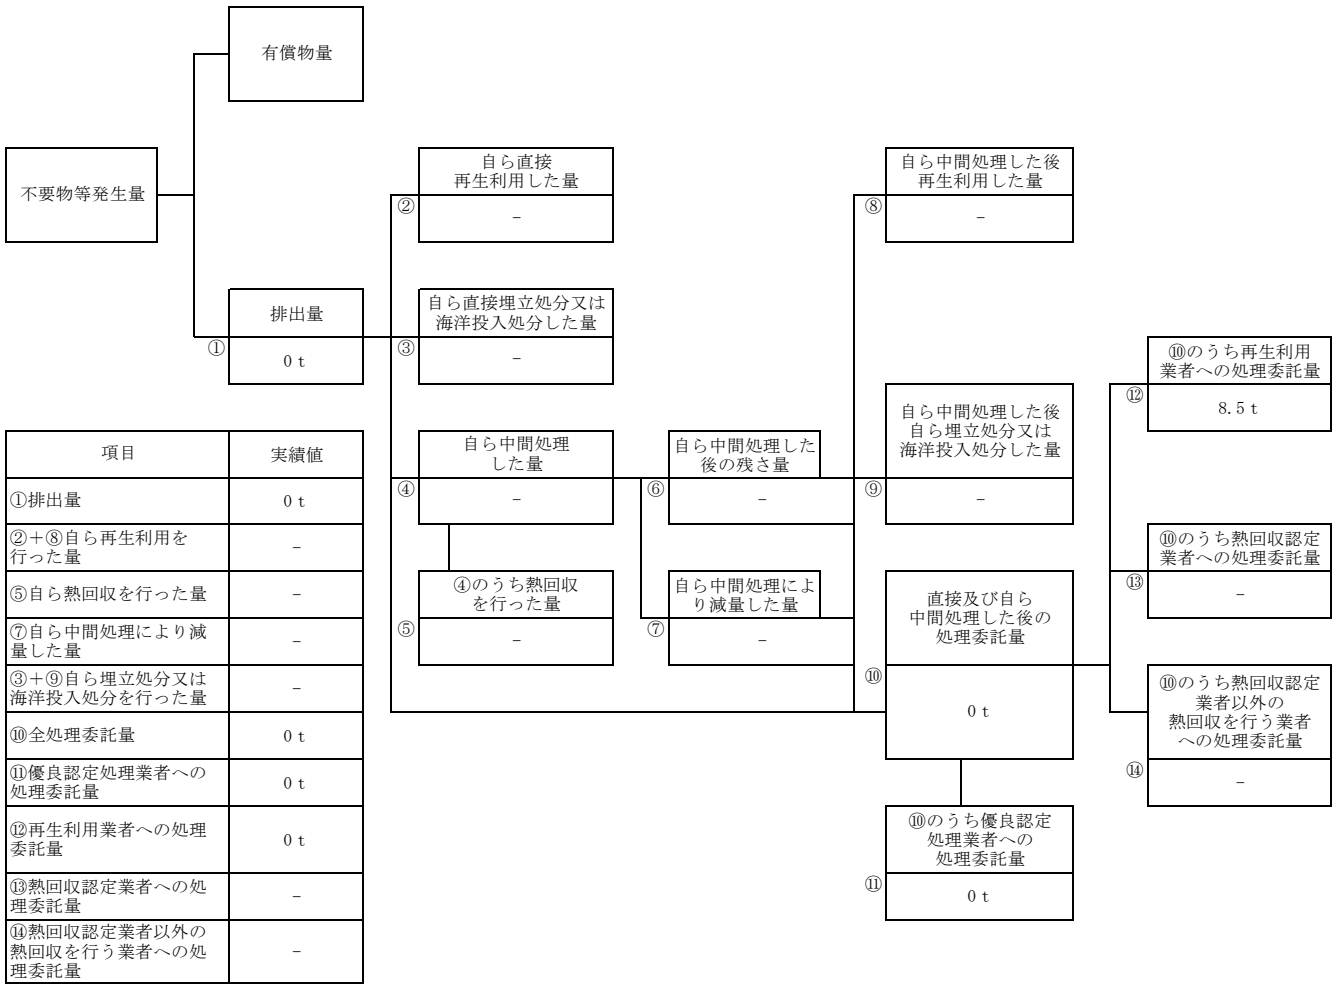 有償物量
不要物等発生量
自ら直接
再生利用した量
②
－
自ら中間処理した後
再生利用した量
⑧
－
排出量
①
0 t
自ら直接埋立処分又は
海洋投入処分した量
③
－
⑩のうち再生利用
業者への処理委託量
⑫
8.5 t
自ら中間処理
した量
④
－
自ら中間処理した
後の残さ量
⑥
－
自ら中間処理した後
自ら埋立処分又は
海洋投入処分した量
⑨
－
⑩のうち熱回収認定
業者への処理委託量
⑬
－
④のうち熱回収
を行った量
⑤
－
自ら中間処理によ
り減量した量
⑦
－
直接及び自ら
中間処理した後の
処理委託量
⑩
0 t
⑩のうち熱回収認定
業者以外の
熱回収を行う業者
への処理委託量
⑭
－
⑩のうち優良認定
処理業者への
処理委託量
⑪
0 t
項目 実績値
①排出量 0 t
②＋⑧自ら再生利用を
行った量 －
⑤自ら熱回収を行った量 －
⑦自ら中間処理により減
量した量 －
③＋⑨自ら埋立処分又は
海洋投入処分を行った量 －
⑩全処理委託量 0 t
⑪優良認定処理業者への
処理委託量 0 t
⑫再生利用業者への処理
委託量 0 t
⑬熱回収認定業者への処
理委託量 －
⑭熱回収認定業者以外の
熱回収を行う業者への処
理委託量 －